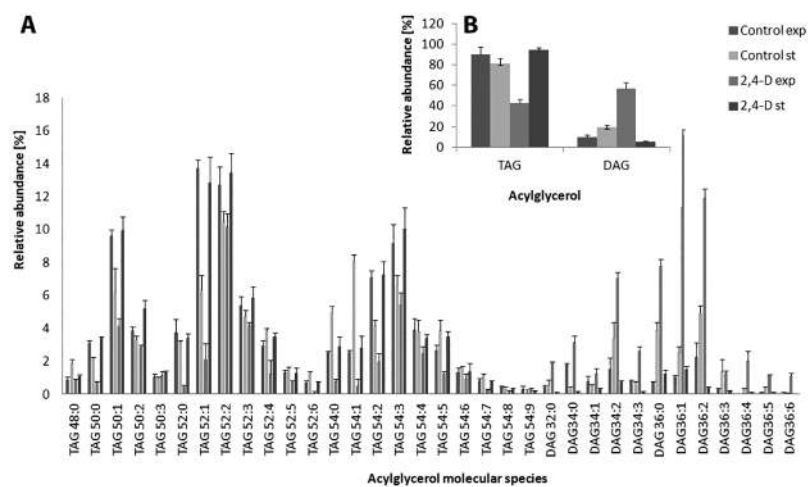 A
B
Relative abundance [%]
120
100
80
60
40
20
0
TAG
DAG
Acylglycerol
Control exp
Control st
2,4-D exp
2,4-D st
Relative abundance [%]
18
16
14
12
10
8
6
4
2
0
TAG 48:0
TAG 50:0
TAG 50:1
TAG 50:2
TAG 50:3
TAG 52:0
TAG 52:1
TAG 52:2
TAG 52:3
TAG 52:4
TAG 52:5
TAG 52:6
TAG 54:0
TAG 54:1
TAG 54:2
TAG 54:3
TAG 54:4
TAG 54:5
TAG 54:6
TAG 54:7
TAG 54:8
TAG 54:9
DAG 32:0
DAG34:0
DAG34:1
DAG34:2
DAG34:3
DAG 36:0
DAG36:1
DAG36:2
DAG36:3
DAG36:4
DAG36:5
DAG36:6
Acylglycerol molecular species